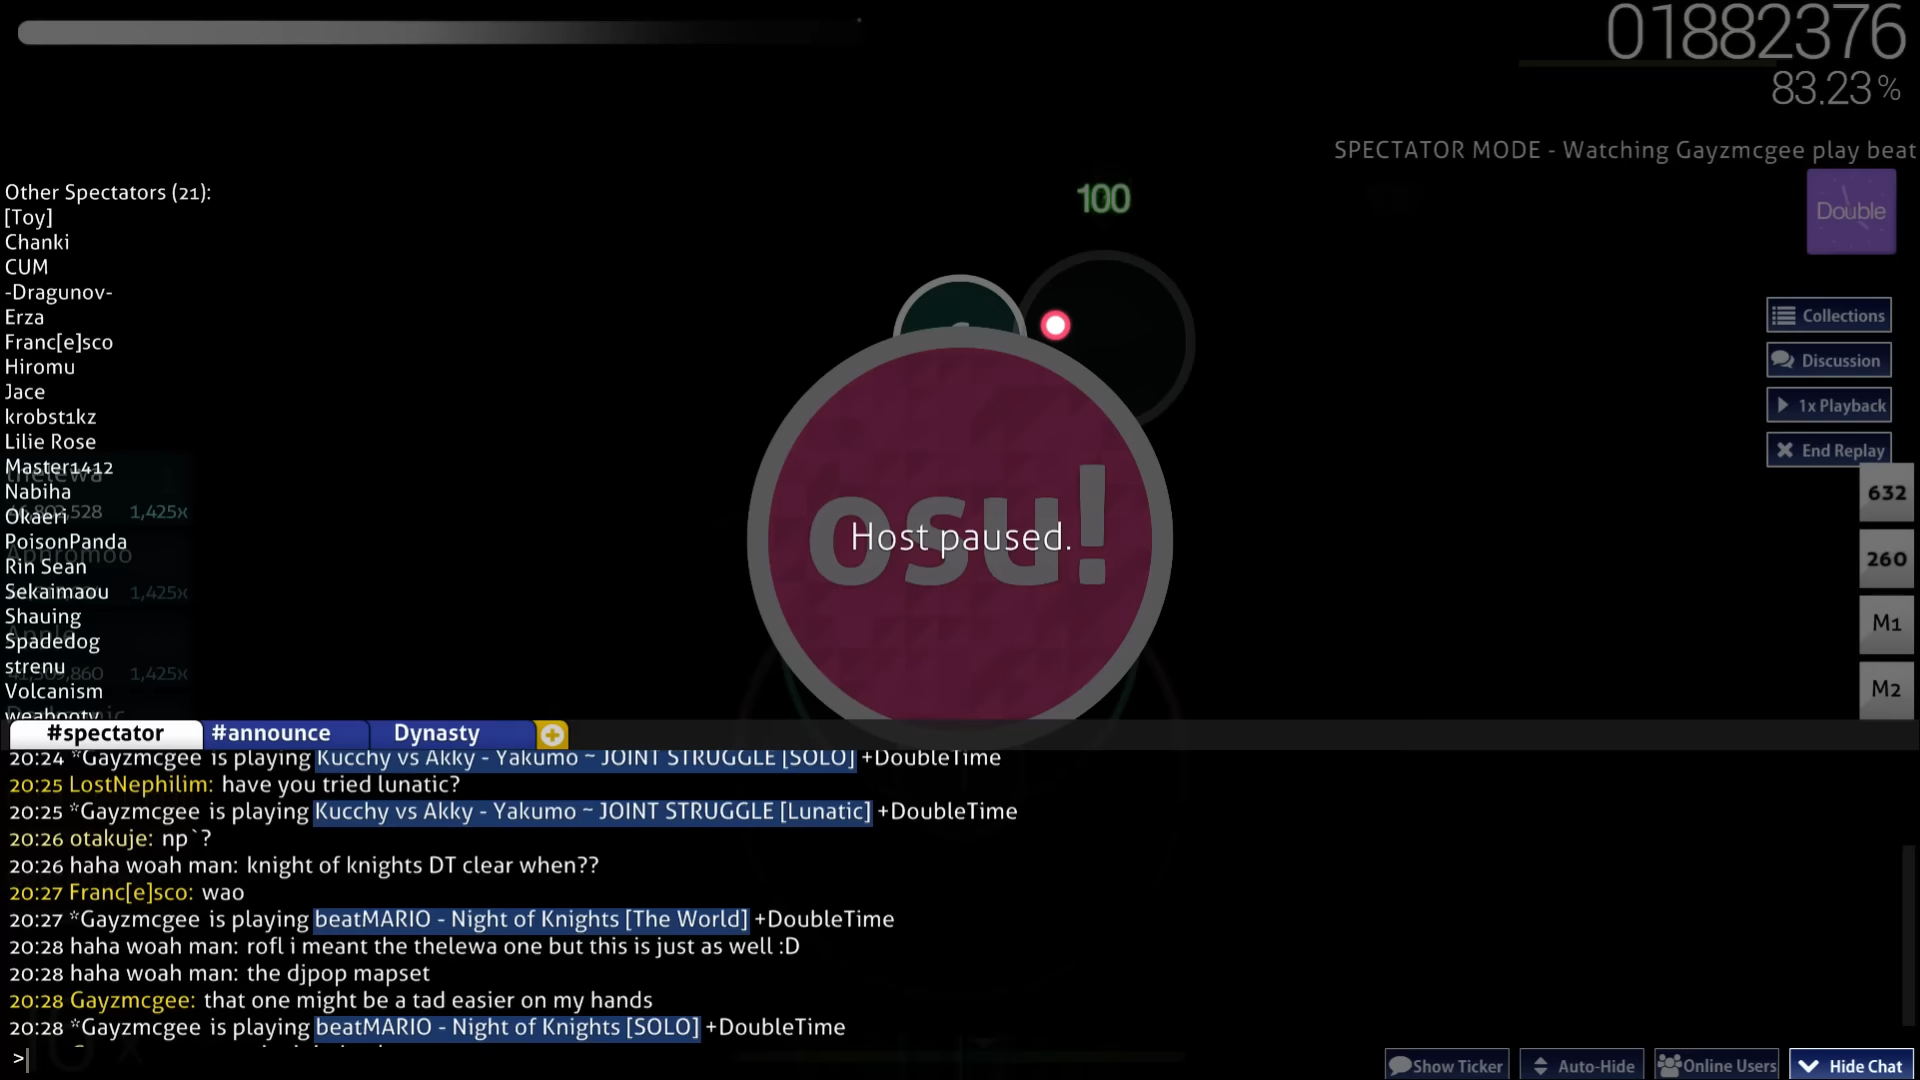 01882376
83.23%
SPECTATOR MODE - Watching Gayzmcgee play beat
Double
100
Other Spectators (21):
[Toy]
Chanki
CUM
-Dragunov-
Erza
Franc[e]sco
Hiromu
Jace
krobst1kz
Lilie Rose
Master1412
thelewa
Nabiha
Okaeri
1,425x
PoisonPanda
Rin Sean
Sekaimaou
1,425x
Shauing
Spadedog
strenu
1,425x
Volcanism
weabooty
Collections
Discussion
1x Playback
End Replay
632
260
M1
M2
osu!
Host paused.
#spectator #announce Dynasty
20:24 *Gayzmcgee is playing Kucchy vs Akky - Yakumo ~ JOINT STRUGGLE [SOLO] +DoubleTime
20:25 LostNephilim: have you tried lunatic?
20:25 *Gayzmcgee is playing Kucchy vs Akky - Yakumo ~ JOINT STRUGGLE [Lunatic] +DoubleTime
20:26 otakuje: np`?
20:26 haha woah man: knight of knights DT clear when??
20:27 Franc[e]sco: wao
20:27 *Gayzmcgee is playing beatMARIO - Night of Knights [The World] +DoubleTime
20:28 haha woah man: rofl i meant the thelewa one but this is just as well :D
20:28 haha woah man: the djpop mapset
20:28 Gayzmcgee: that one might be a tad easier on my hands
20:28 *Gayzmcgee is playing beatMARIO - Night of Knights [SOLO] +DoubleTime
>
Show Ticker Auto-Hide Online Users Hide Chat